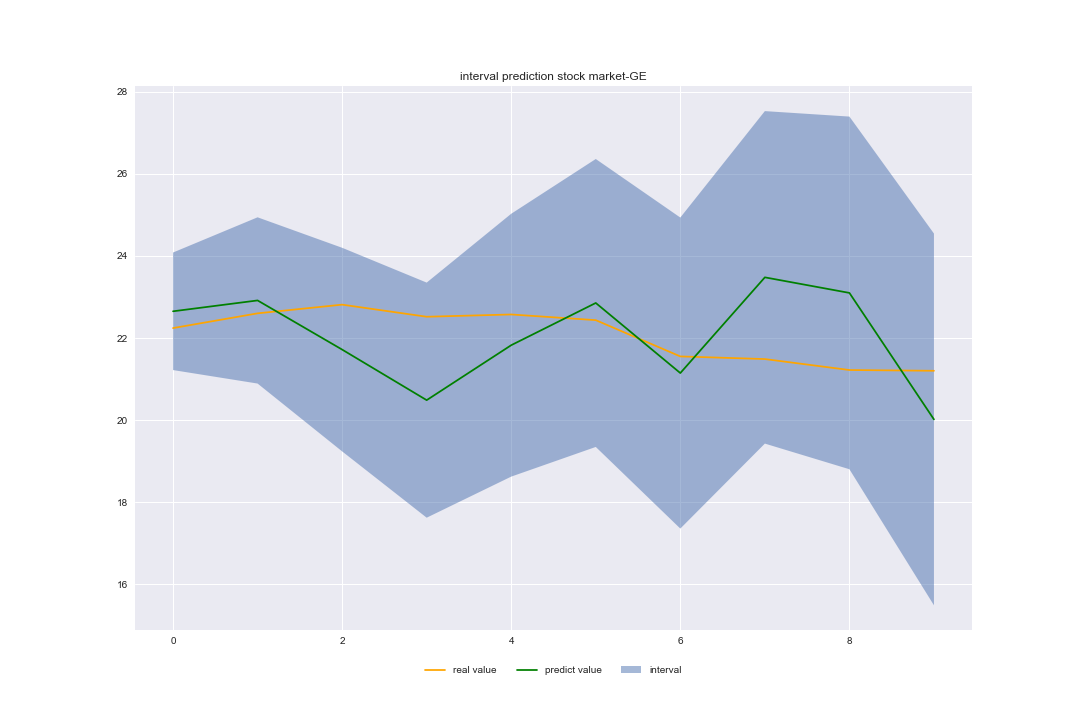 interval prediction stock market-GE
28
26
24
22
20
18
16
0 2 4 6 8
real value predict value interval